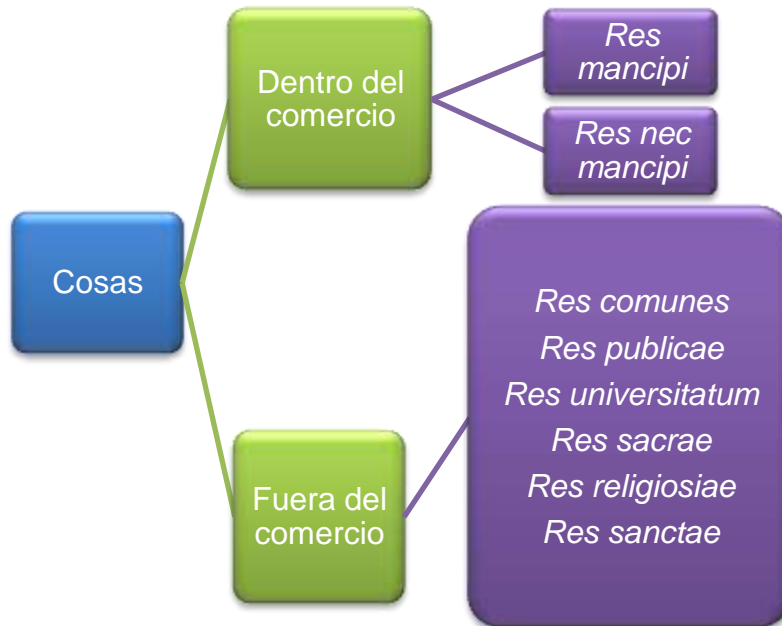 Cosas
Dentro del
comercio
Res
mancipi
Res nec
mancipi
Fuera del
comercio
Res comunes
Res publicae
Res universitatum
Res sacrae
Res religiosiae
Res sanctae